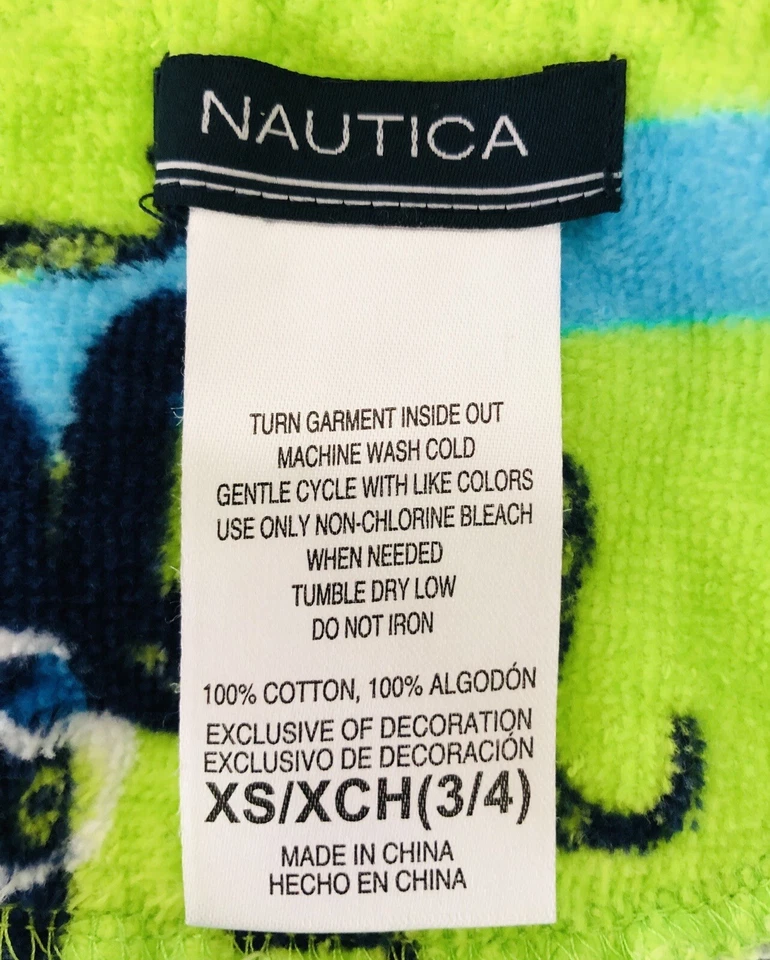 NAUTICA
TURN GARMENT INSIDE OUT
MACHINE WASH COLD
GENTLE CYCLE WITH LIKE COLORS
USE ONLY NON-CHLORINE BLEACH
WHEN NEEDED
TUMBLE DRY LOW
DO NOT IRON
100% COTTON, 100% ALGODÓN
EXCLUSIVE OF DECORATION
EXCLUSIVO DE DECORACIÓN
XS/XCH(3/4)
MADE IN CHINA
HECHO EN CHINA